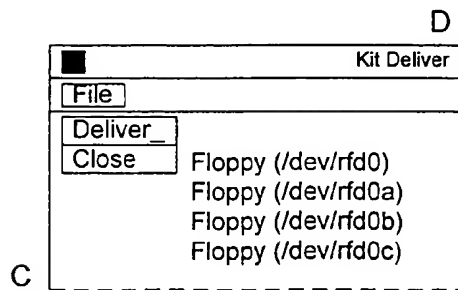 D
Kit Deliver
File
Deliver_
Close
Floppy (/dev/rfd0)
Floppy (/dev/rfd0a)
Floppy (/dev/rfd0b)
Floppy (/dev/rfd0c)
C